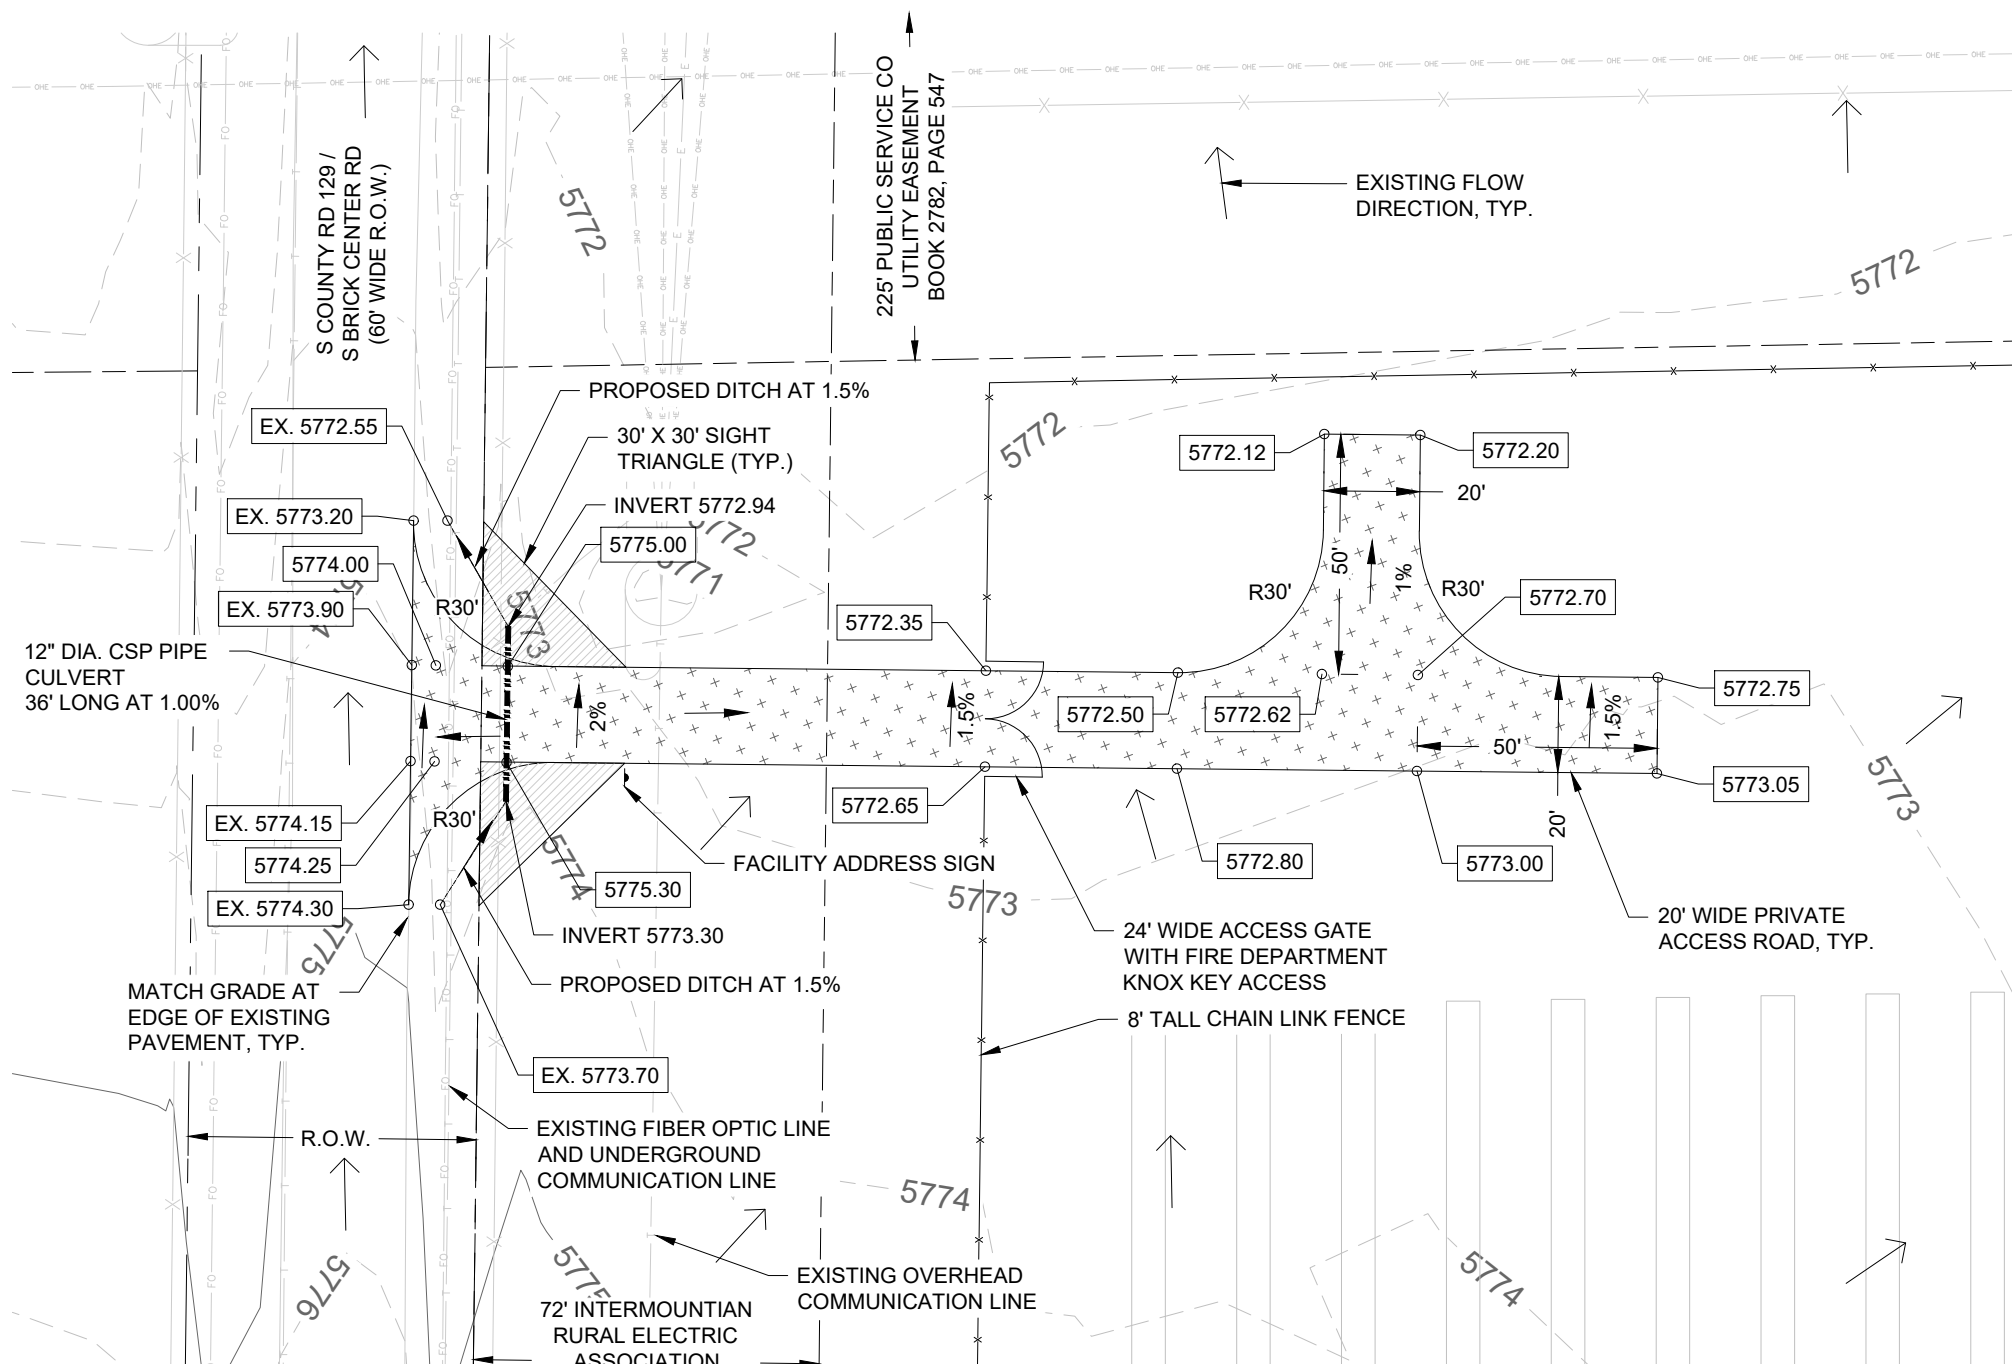 S COUNTY RD 129 /
S BRICK CENTER RD
(60' WIDE R.O.W.)
225' PUBLIC SERVICE CO
UTILITY EASEMENT
BOOK 2782, PAGE 547
EXISTING FLOW
DIRECTION, TYP.
5772
5772
PROPOSED DITCH AT 1.5%
EX. 5772.55
30' X 30' SIGHT
TRIANGLE (TYP.)
5772
5772.12
5772.20
20'
INVERT 5772.94
EX. 5773.20
5772
5775.00
5771
5774.00
50'
1%
R30'
R30'
5772.70
EX. 5773.90
R30'
5773
5772.35
12" DIA. CSP PIPE
CULVERT
36' LONG AT 1.00%
5772.75
2%
1.5%
5772.50
5772.62
1.5%
50'
5773.05
5772.65
20'
EX. 5774.15
R30'
5773
5774.25
5774
FACILITY ADDRESS SIGN
5772.80
5773.00
5775.30
EX. 5774.30
5773
20' WIDE PRIVATE
ACCESS ROAD, TYP.
INVERT 5773.30
24' WIDE ACCESS GATE
WITH FIRE DEPARTMENT
KNOX KEY ACCESS
5775
PROPOSED DITCH AT 1.5%
MATCH GRADE AT
EDGE OF EXISTING
PAVEMENT, TYP.
8' TALL CHAIN LINK FENCE
EX. 5773.70
R.O.W.
EXISTING FIBER OPTIC LINE
AND UNDERGROUND
COMMUNICATION LINE
5774
5776
5775
5774
EXISTING OVERHEAD
COMMUNICATION LINE
72' INTERMOUNTIAN
RURAL ELECTRIC
ASSOCIATION